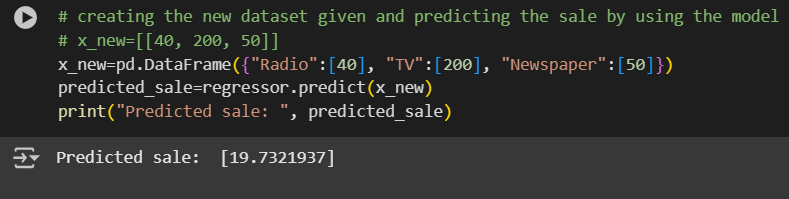 # creating the new dataset given and predicting the sale by using the model
# x_new=[[40, 200, 50]]
x_new=pd.DataFrame({"Radio":[40], "TV":[200], "Newspaper":[50]})
predicted_sale=regressor.predict(x_new)
print("Predicted sale: ", predicted_sale)
Predicted sale:  [19.7321937]